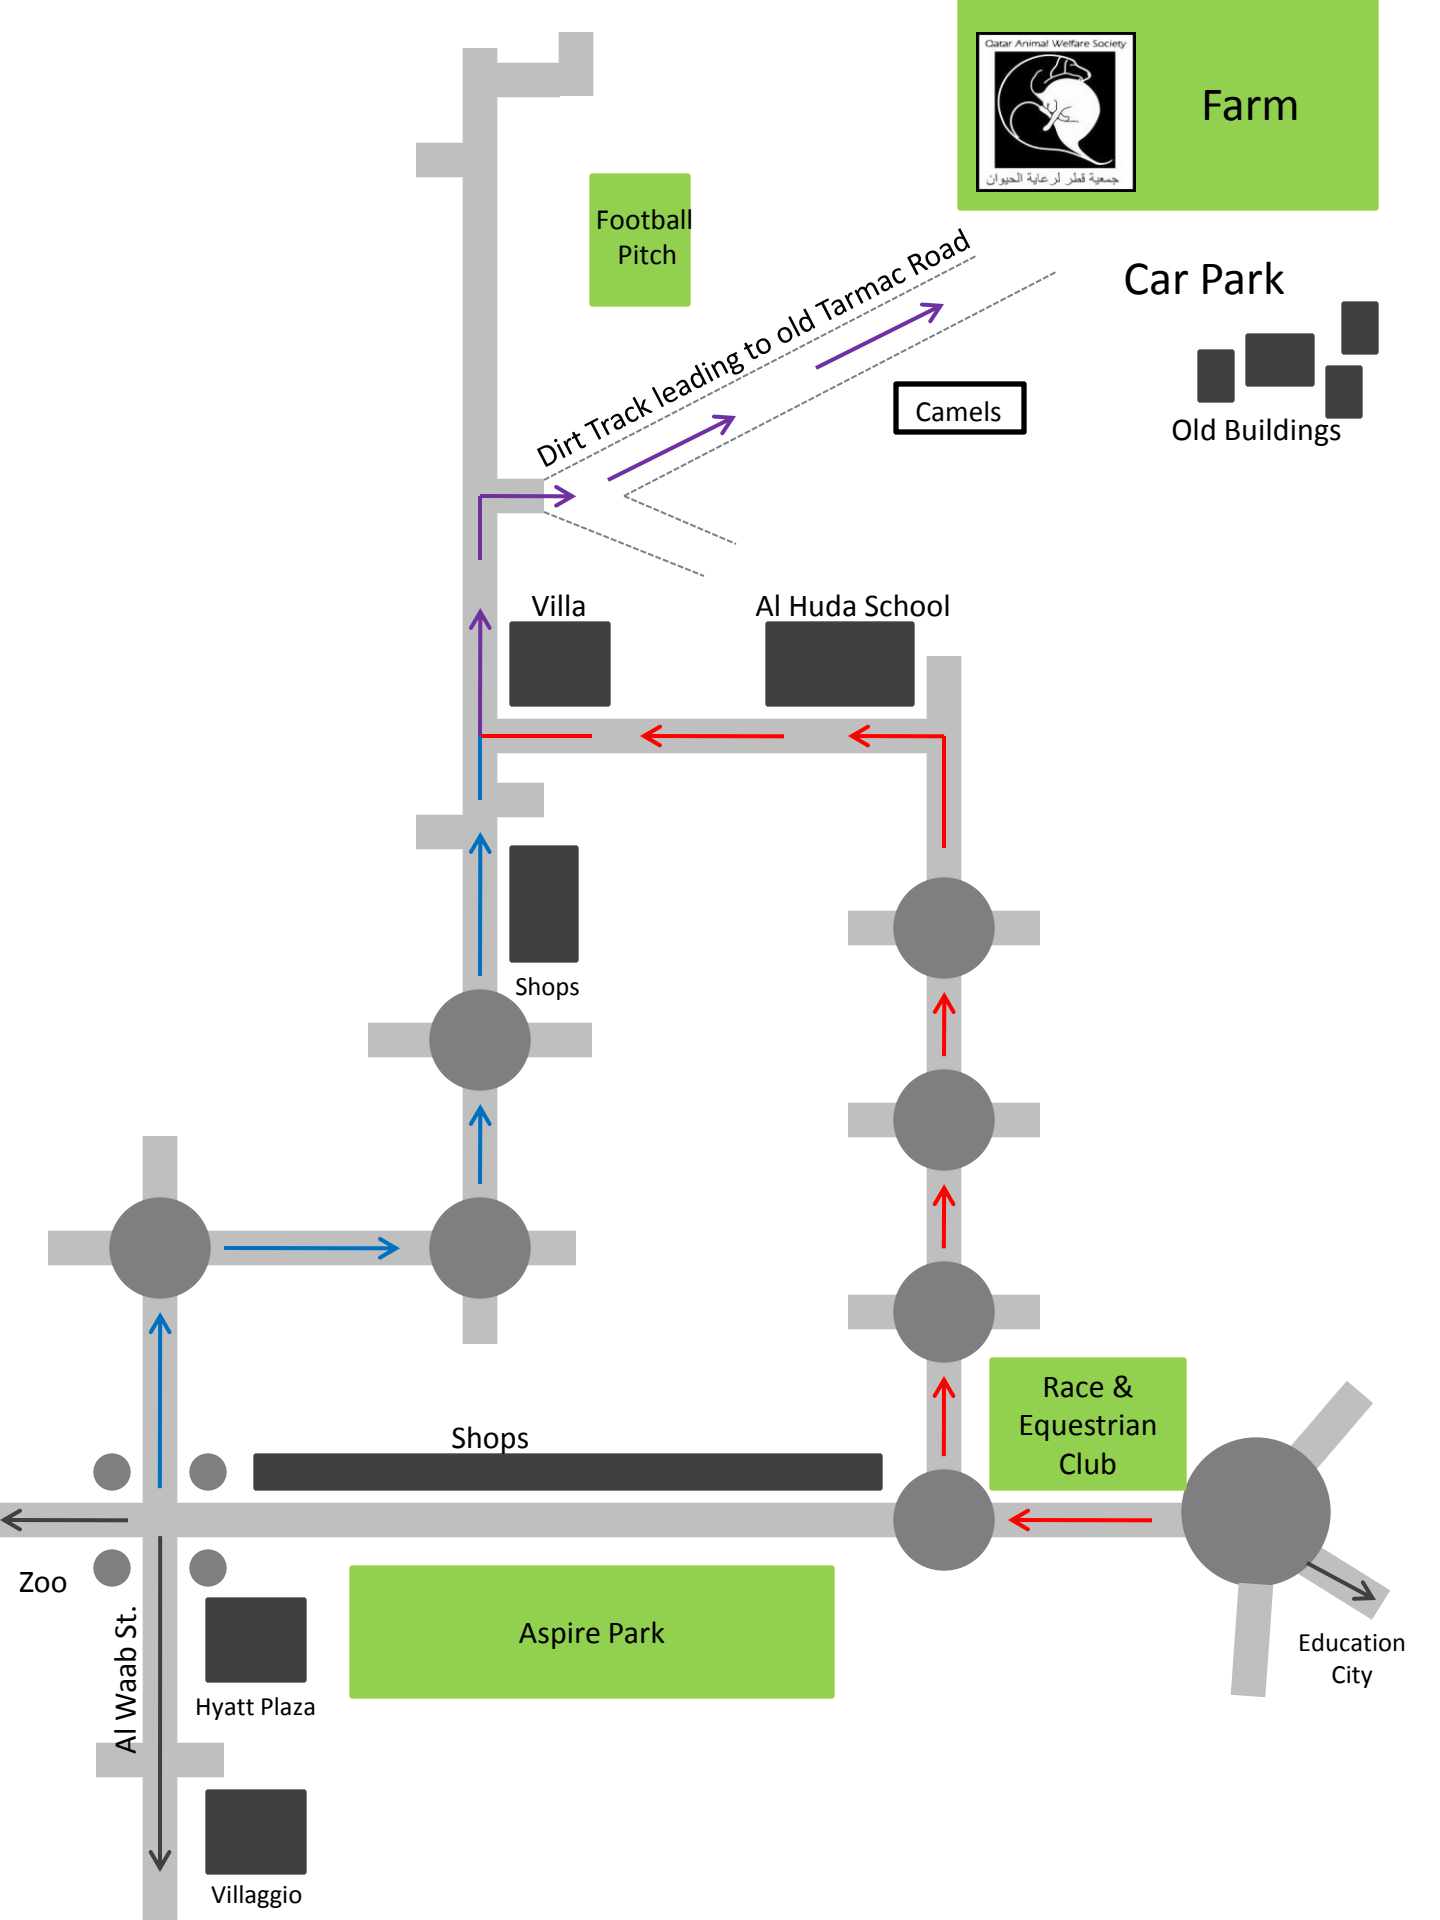 Qatar Animal Welfare Society
جمعية قطر لرعاية الحيوان
Farm
Football
Pitch
Dirt Track leading to old Tarmac Road
Car Park
Camels
Old Buildings
Villa
Al Huda School
Shops
Race &
Equestrian
Club
Shops
Zoo
Al Waab St.
Aspire Park
Education
City
Hyatt Plaza
Villaggio